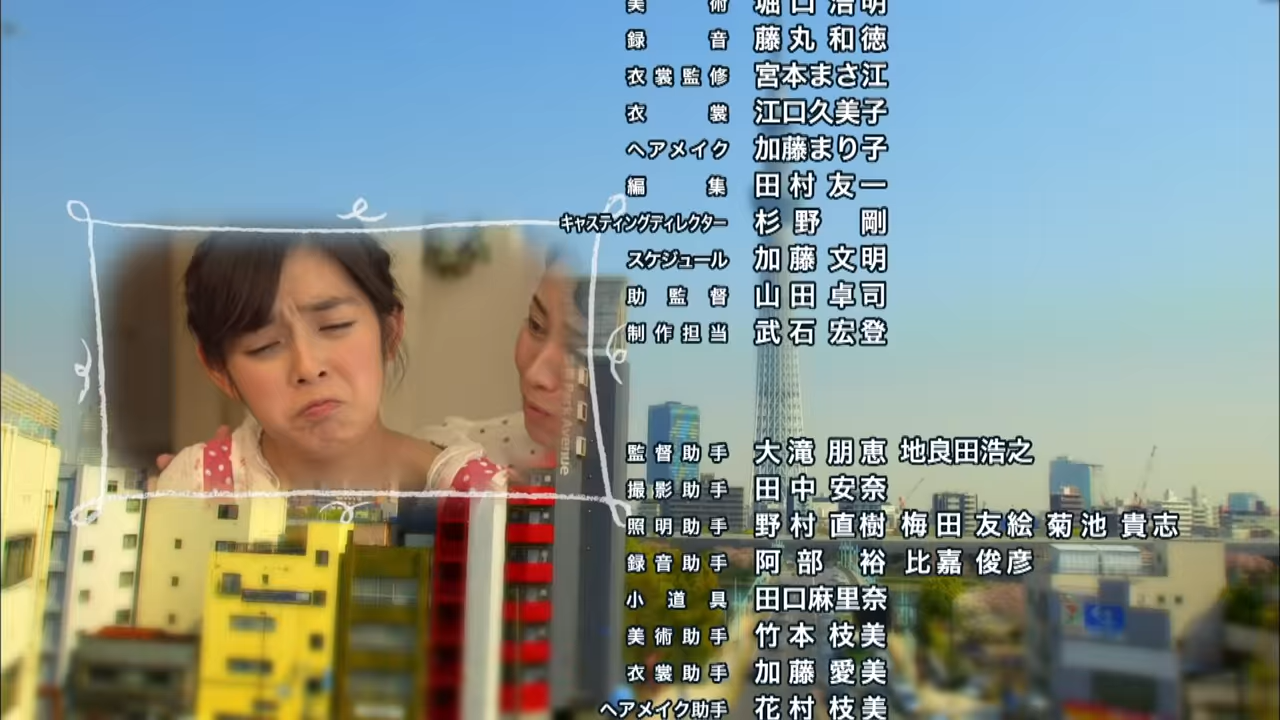 美術 堀口浩明
録音 藤丸和徳
衣裳監修 宮本まさ江
衣裳 江口久美子
ヘアメイク 加藤まり子
編集 田村友一
キャスティングディレクター 杉野 剛
スケジュール 加藤文明
助監督 山田卓司
制作担当 武石宏登
監督助手 大滝朋恵 地良田浩之
撮影助手 田中安奈
照明助手 野村直樹 梅田友絵 菊池貴志
録音助手 阿部 裕 比嘉俊彦
小道具 田口麻里奈
美術助手 竹本枝美
衣裳助手 加藤愛美
ヘアメイク助手 花村枝美